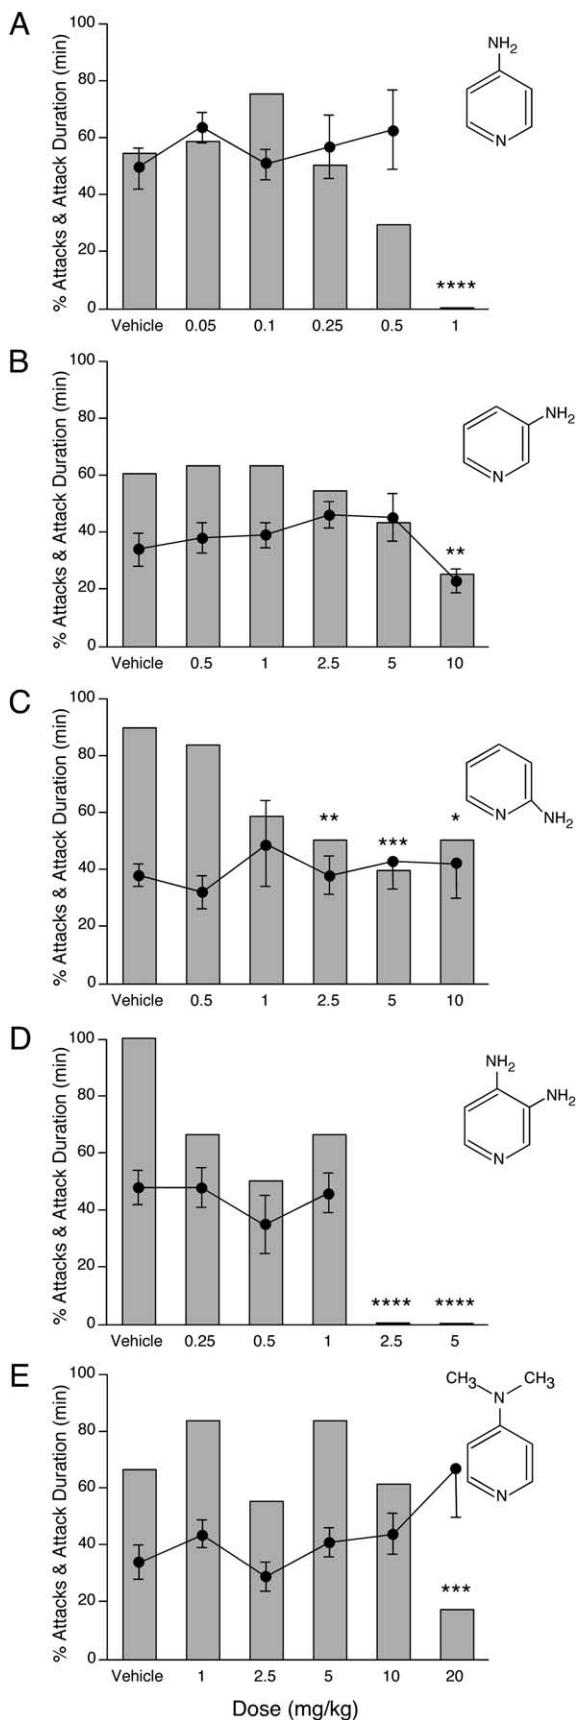 A
% Attacks & Attack Duration (min)
100
80
60
40
20
0
NH2
N
****
Vehicle 0.05 0.1 0.25 0.5 1
B
% Attacks & Attack Duration (min)
100
80
60
40
20
0
NH2
N
**
Vehicle 0.5 1 2.5 5 10
C
% Attacks & Attack Duration (min)
100
80
60
40
20
0
N
NH2
** *** *
Vehicle 0.5 1 2.5 5 10
D
% Attacks & Attack Duration (min)
100
80
60
40
20
0
NH2
NH2
N
**** ****
Vehicle 0.25 0.5 1 2.5 5
E
% Attacks & Attack Duration (min)
100
80
60
40
20
0
CH3 CH3
N
N
***
Vehicle 1 2.5 5 10 20
Dose (mg/kg)